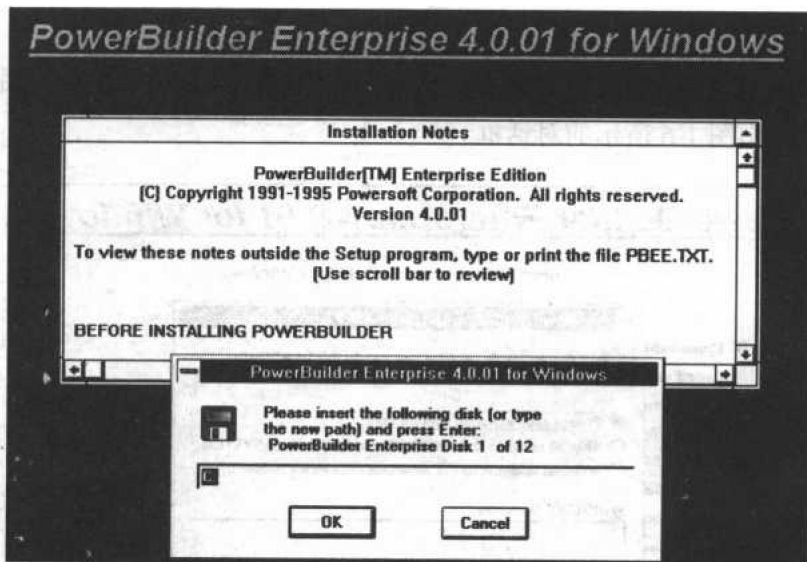 PowerBuilder Enterprise 4.0.01 for Windows
Installation Notes
PowerBuilder[TM] Enterprise Edition
(C) Copyright 1991-1995 Powersoft Corporation. All rights reserved.
Version 4.0.01
To view these notes outside the Setup program, type or print the file PBEE.TXT.
(Use scroll bar to review)
BEFORE INSTALLING POWERBUILDER
PowerBuilder Enterprise 4.0.01 for Windows
Please insert the following disk (or type
the new path) and press Enter:
PowerBuilder Enterprise Disk 1 of 12
OK
Cancel